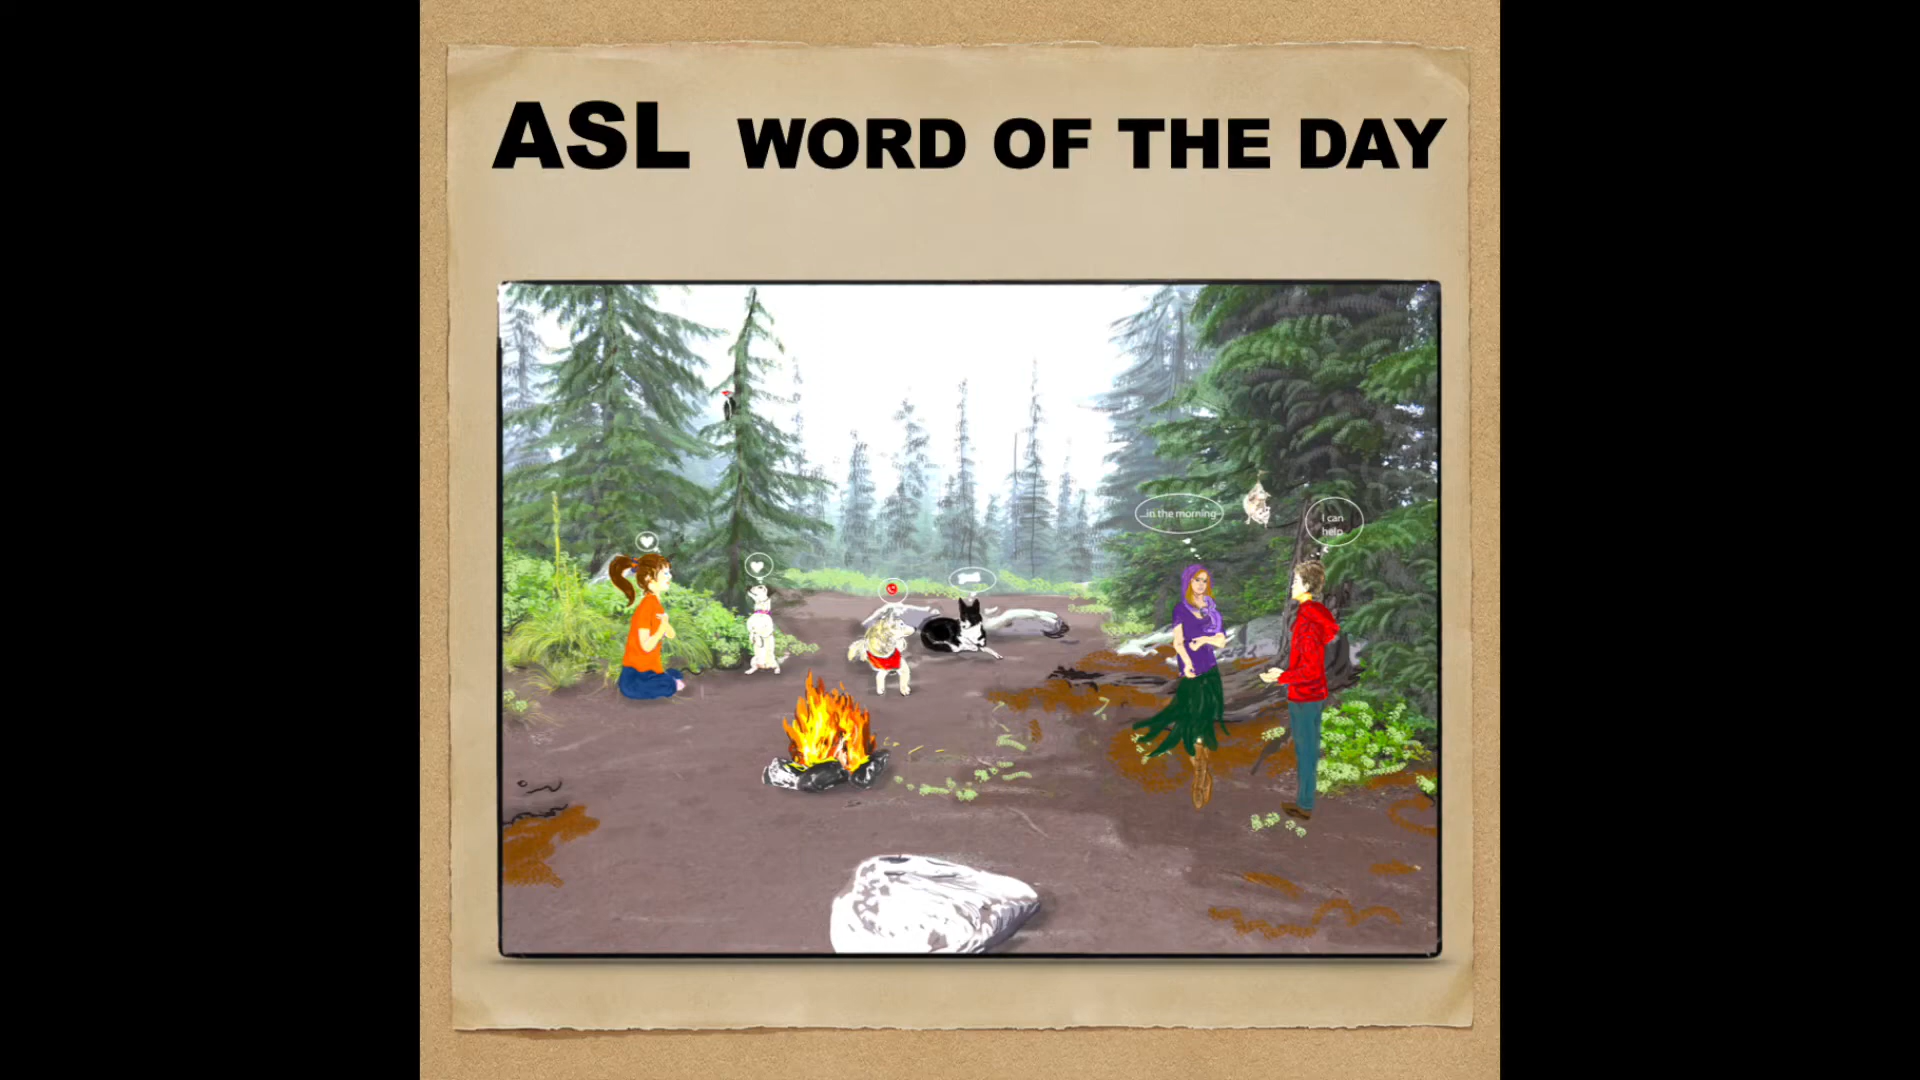 ASL WORD OF THE DAY
...in the morning
I can
help